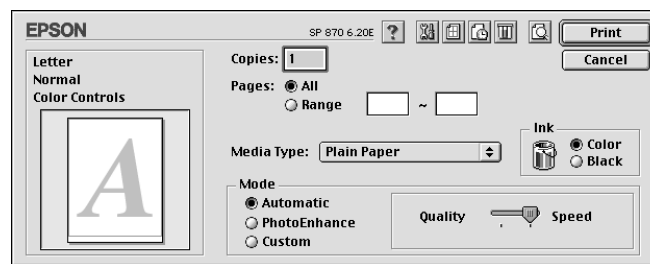 EPSON
SP 870 6.20E ?
Print
Cancel
Letter
Normal
Color Controls
A
Copies: 1
Pages: All
Range ~
Media Type: Plain Paper
Ink
Color
Black
Mode
Automatic
PhotoEnhance
Custom
Quality Speed